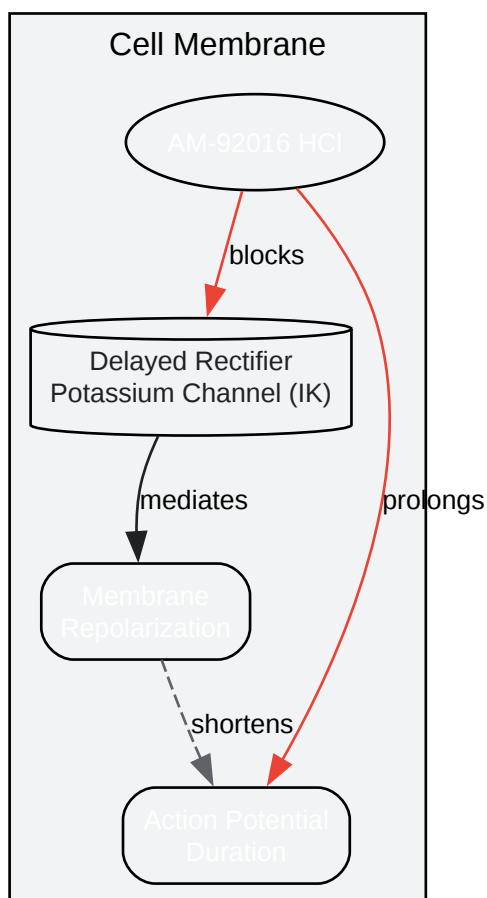 Cell Membrane
AM-92016 HCl
blocks
Delayed Rectifier
Potassium Channel (IK)
mediates
prolongs
Membrane
Repolarization
shortens
Action Potential
Duration